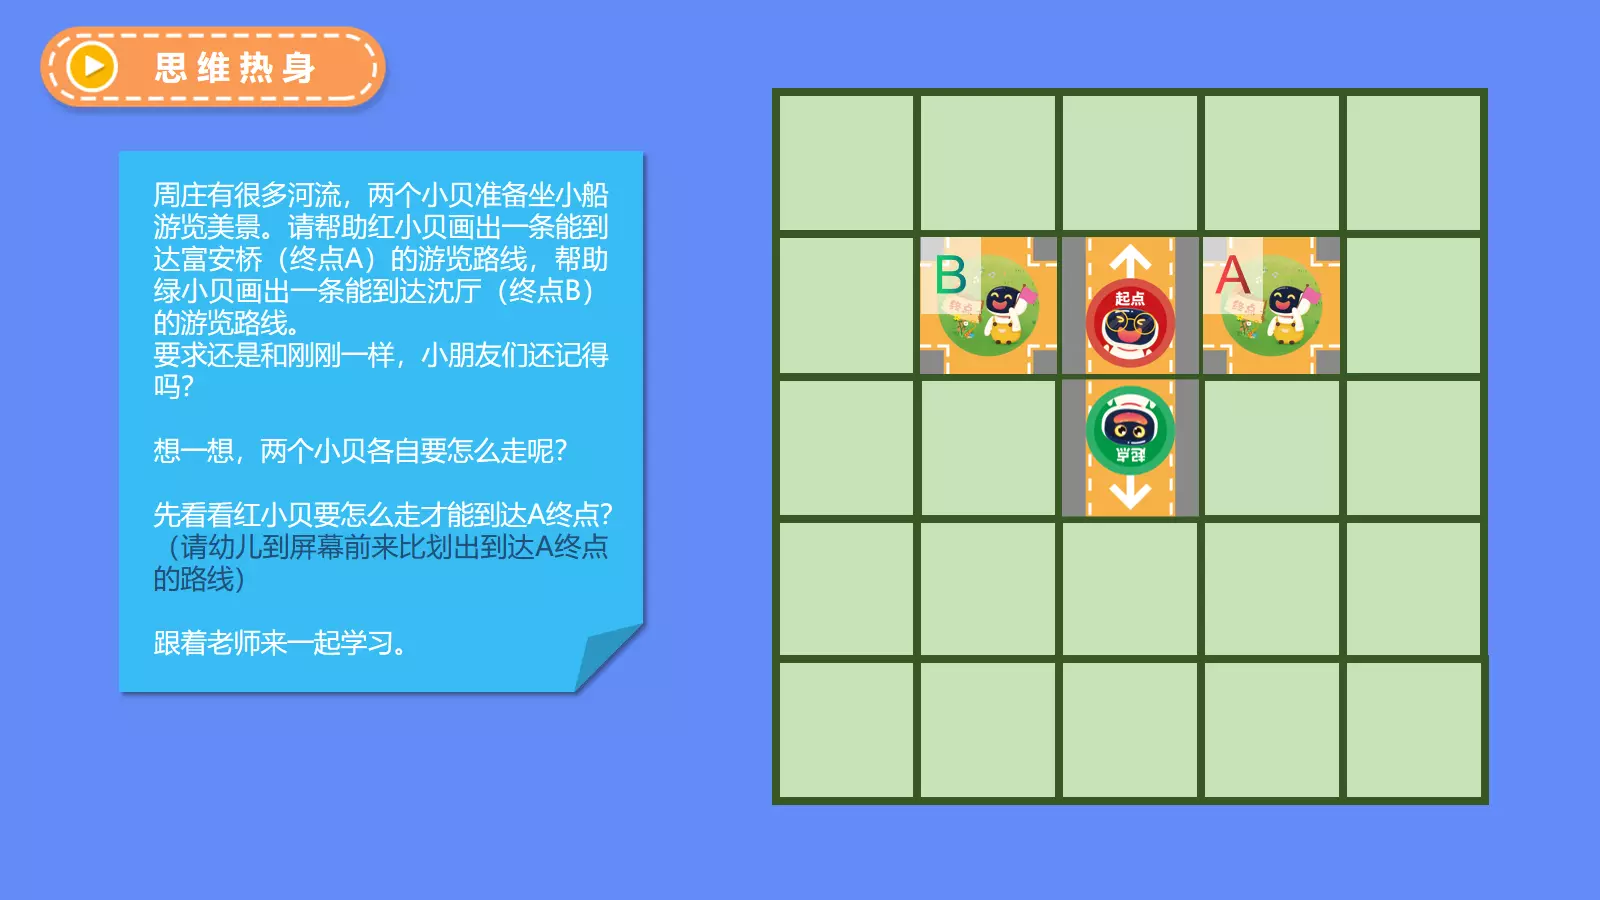 思维热身
周庄有很多河流，两个小贝准备坐小船
游览美景。请帮助红小贝画出一条能到
达富安桥（终点A）的游览路线，帮助
绿小贝画出一条能到达沈厅（终点B）
的游览路线。
要求还是和刚刚一样，小朋友们还记得
吗？
想一想，两个小贝各自要怎么走呢？
先看看红小贝要怎么走才能到达A终点？
（请幼儿到屏幕前来比划出到达A终点
的路线）
跟着老师来一起学习。
B
终点
起点
A
终点
起点